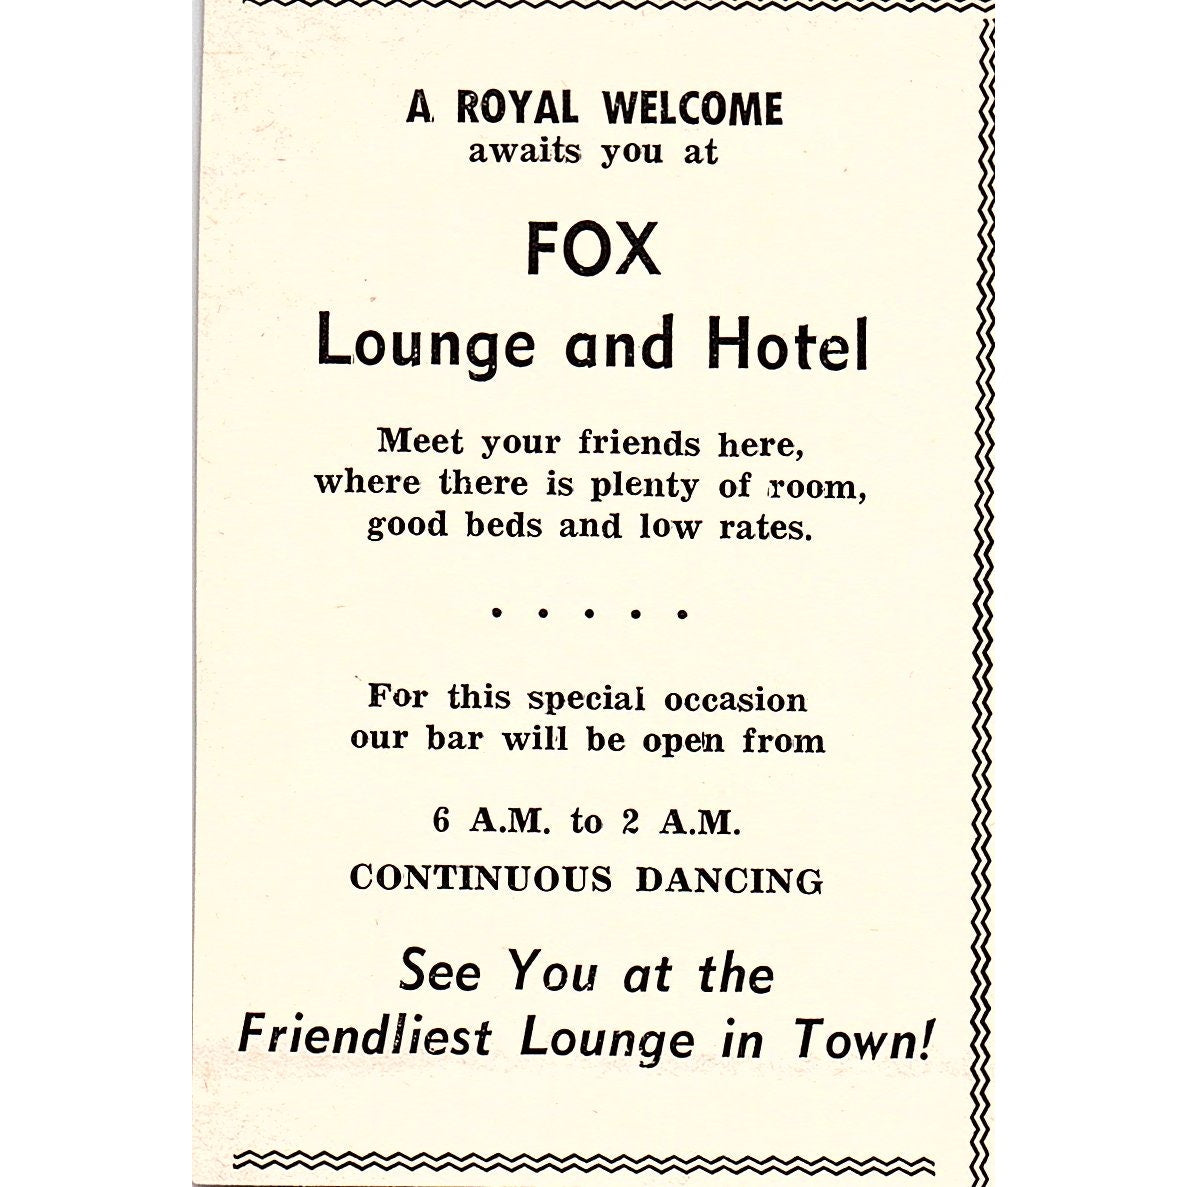 A ROYAL WELCOME
awaits you at
FOX
Lounge and Hotel
Meet your friends here,
where there is plenty of room,
good beds and low rates.
. . . . .
For this special occasion
our bar will be open from
6 A.M. to 2 A.M.
CONTINUOUS DANCING
See You at the
Friendliest Lounge in Town!